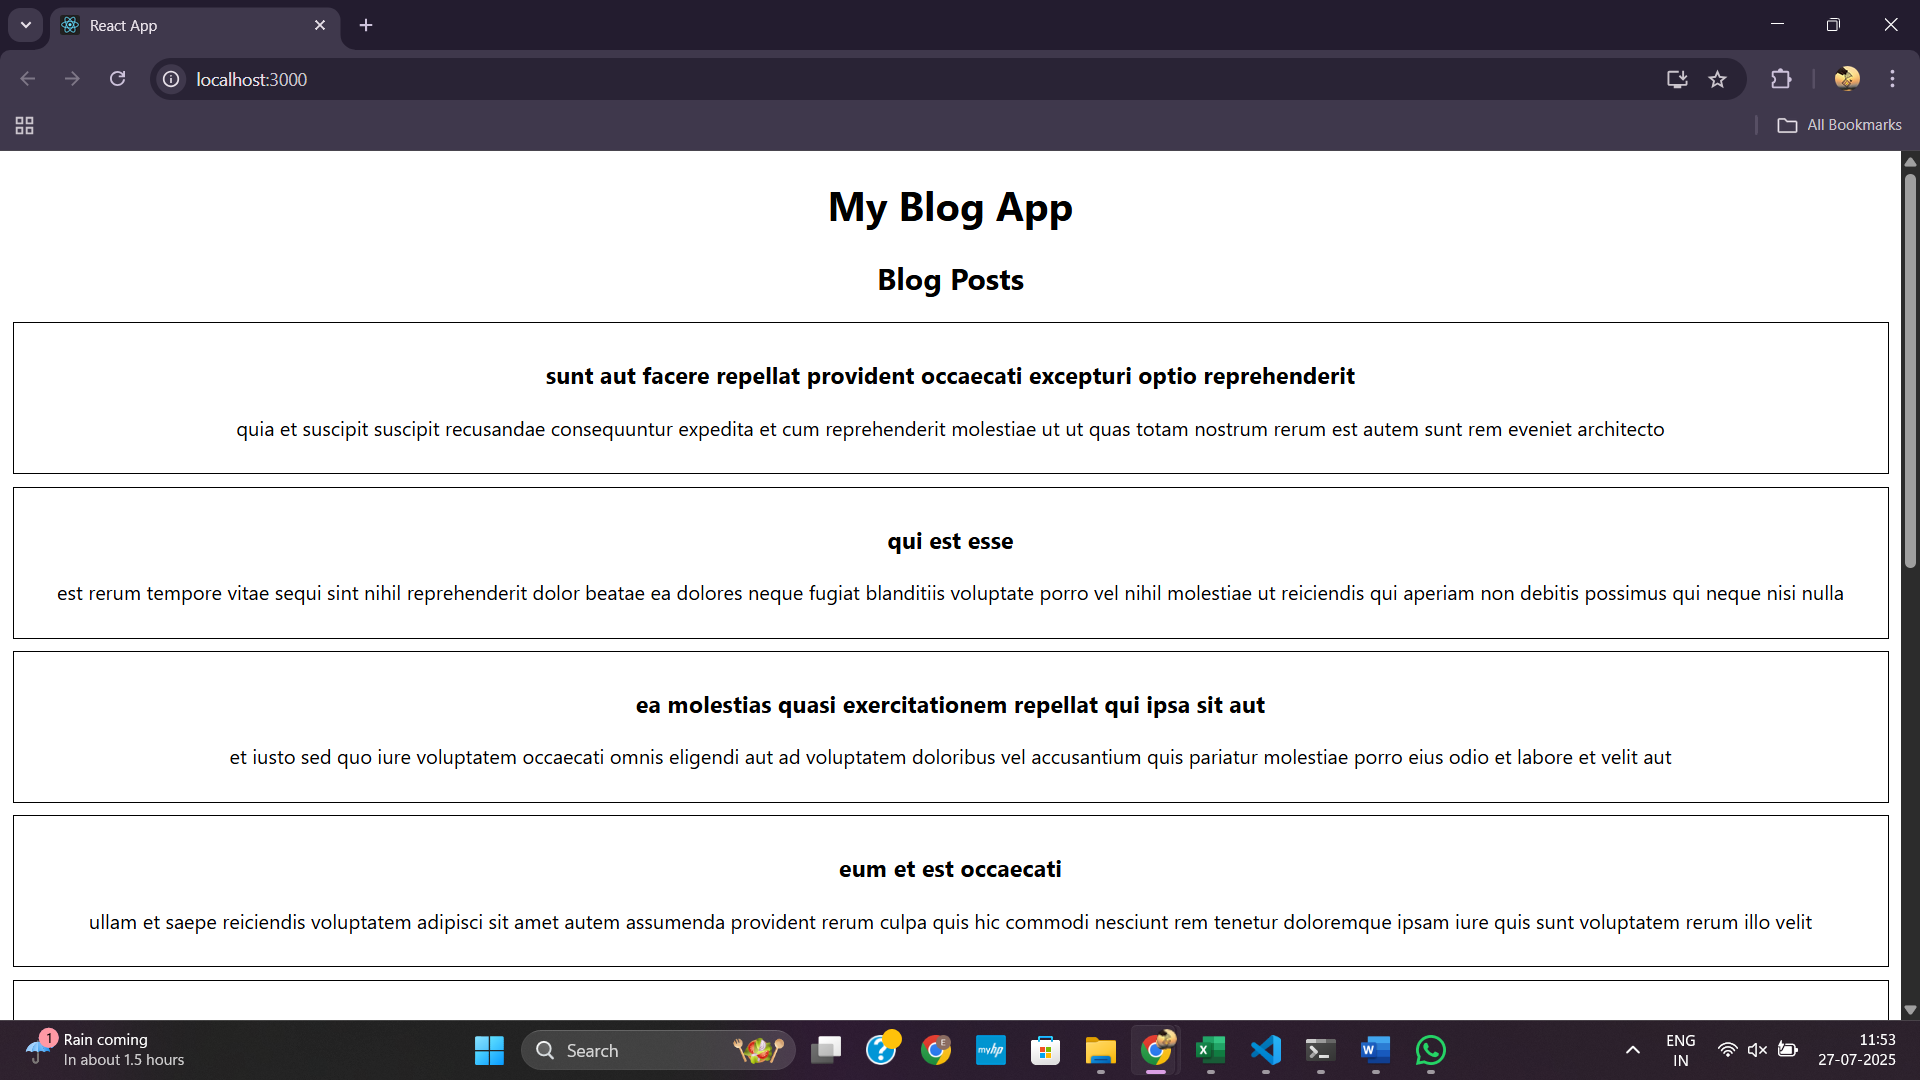 React App
localhost:3000
All Bookmarks
My Blog App
Blog Posts
sunt aut facere repellat provident occaecati excepturi optio reprehenderit
quia et suscipit suscipit recusandae consequuntur expedita et cum reprehenderit molestiae ut ut quas totam nostrum rerum est autem sunt rem eveniet architecto
qui est esse
est rerum tempore vitae sequi sint nihil reprehenderit dolor beatae ea dolores neque fugiat blanditiis voluptate porro vel nihil molestiae ut reiciendis qui aperiam non debitis possimus qui neque nisi nulla
ea molestias quasi exercitationem repellat qui ipsa sit aut
et iusto sed quo iure voluptatem occaecati omnis eligendi aut ad voluptatem doloribus vel accusantium quis pariatur molestiae porro eius odio et labore et velit aut
eum et est occaecati
ullam et saepe reiciendis voluptatem adipisci sit amet autem assumenda provident rerum culpa quis hic commodi nesciunt rem tenetur doloremque ipsam iure quis sunt voluptatem rerum illo velit
1
Rain coming
In about 1.5 hours
Search
?
E
myhp
X
W
ENG
IN
11:53
27-07-2025